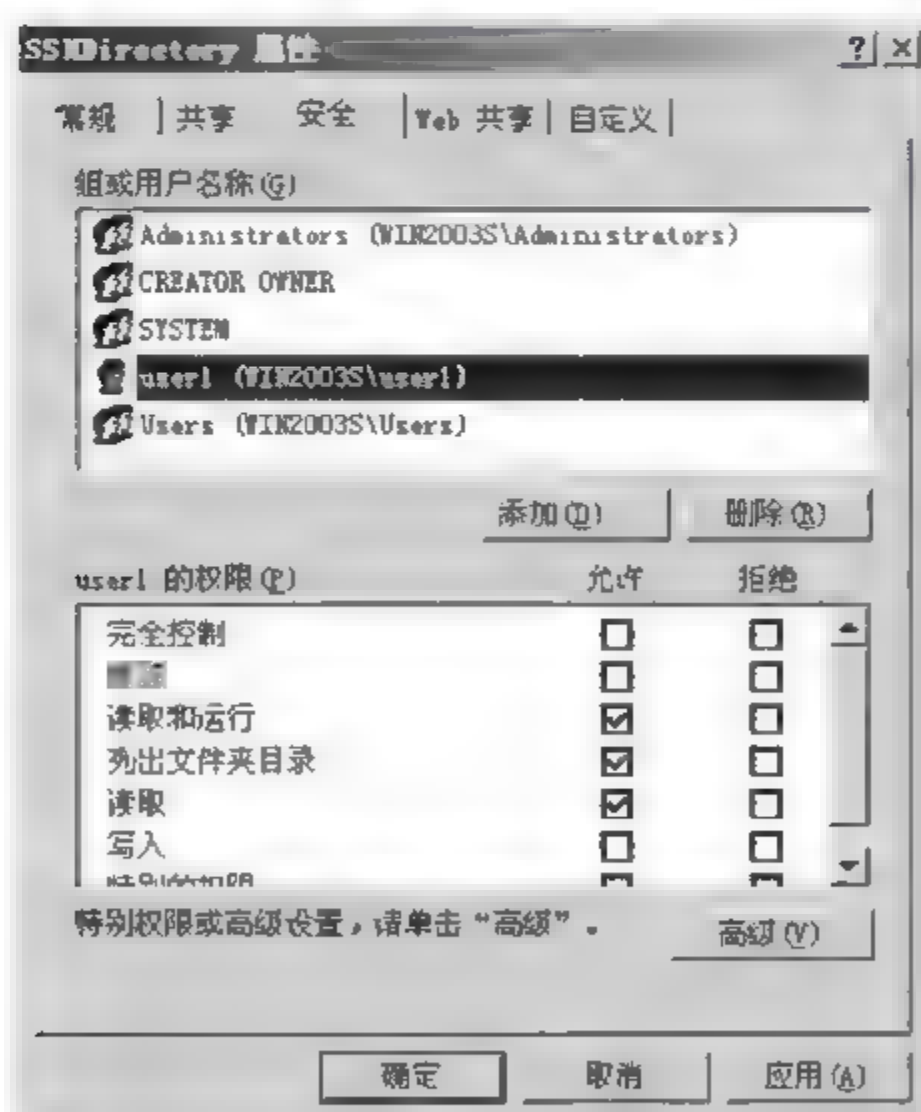 属性
? ×
常规 共享 安全 Web 共享 自定义
组或用户名称(G)
Administrators (WIN2003S\Administrators)
CREATOR OWNER
SYSTEM
user1 (WIN2003S\user1)
Users (WIN2003S\Users)
添加(D) 删除(R)
user1 的权限(P) 允许 拒绝
完全控制
读取和运行
列出文件夹目录
读取
写入
特别权限或高级设置，请单击“高级”。 高级(V)
确定 取消 应用(A)